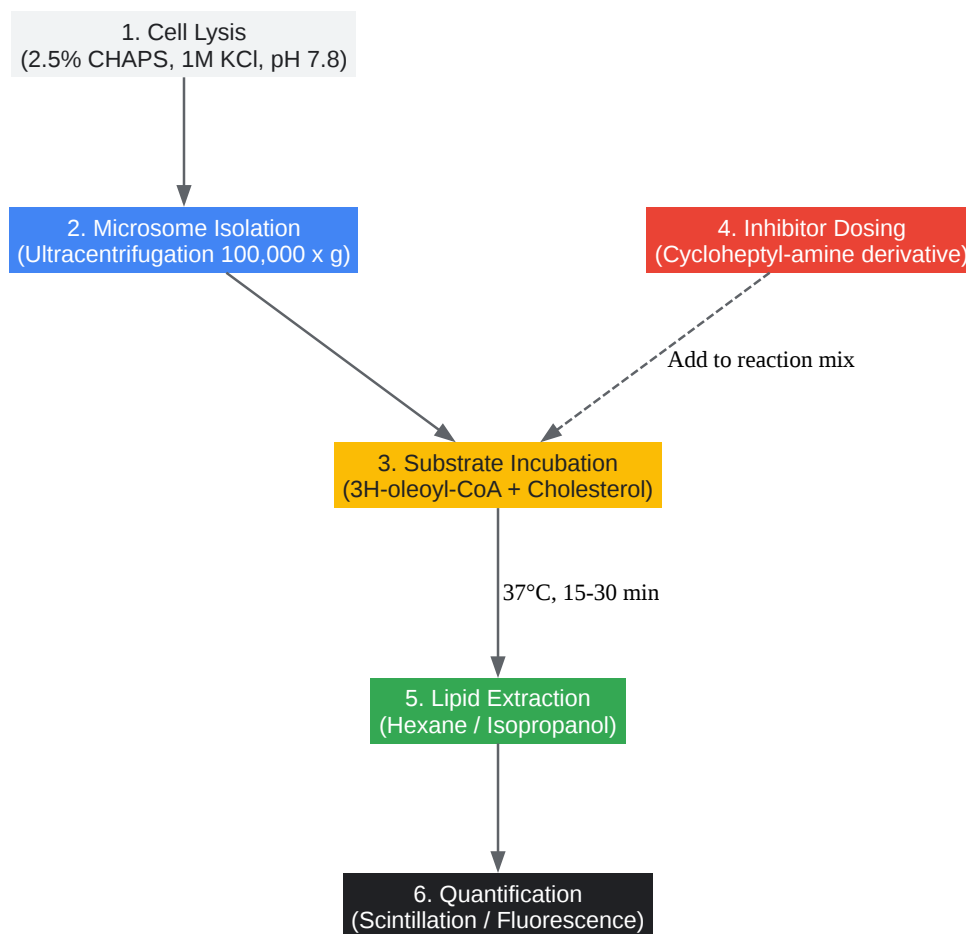 1. Cell Lysis
(2.5% CHAPS, 1M KCl, pH 7.8)
2. Microsome Isolation
(Ultracentrifugation 100,000 x g)
4. Inhibitor Dosing
(Cycloheptyl-amine derivative)
Add to reaction mix
3. Substrate Incubation
(3H-oleoyl-CoA + Cholesterol)
37°C, 15-30 min
5. Lipid Extraction
(Hexane / Isopropanol)
6. Quantification
(Scintillation / Fluorescence)